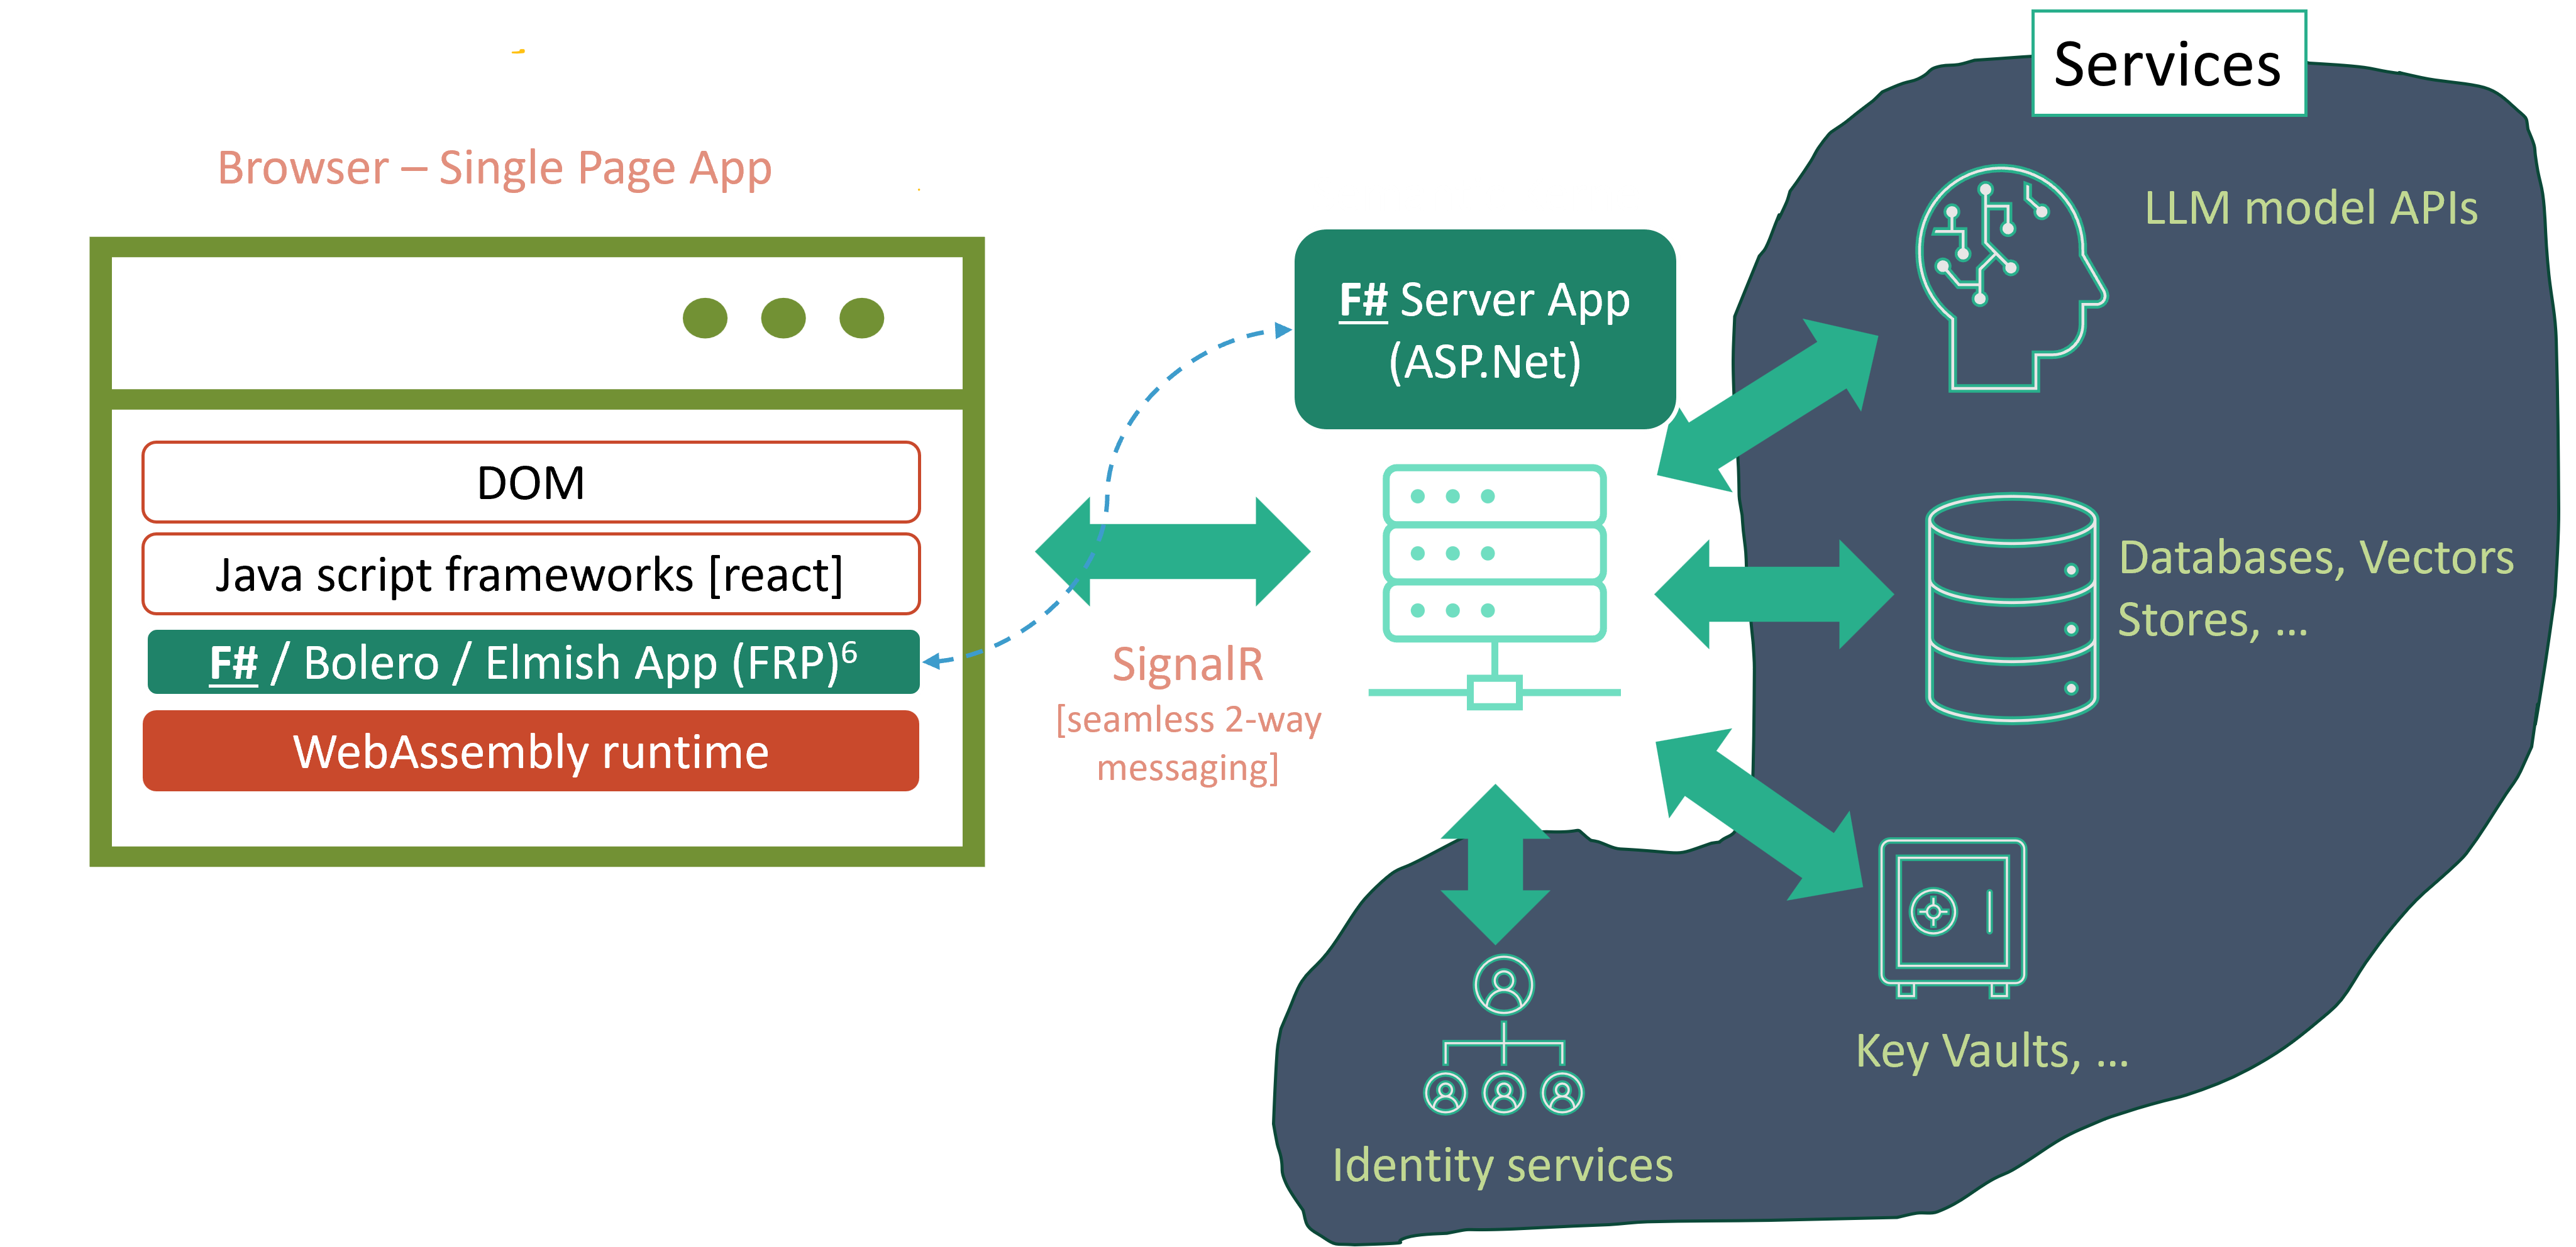 Services
Browser – Single Page App
LLM model APIs
F# Server App
(ASP.Net)
DOM
Java script frameworks [react]
F# / Bolero / Elmish App (FRP)⁶
WebAssembly runtime
SignalR
[seamless 2-way
messaging]
Databases, Vectors
Stores, ...
Key Vaults, ...
Identity services